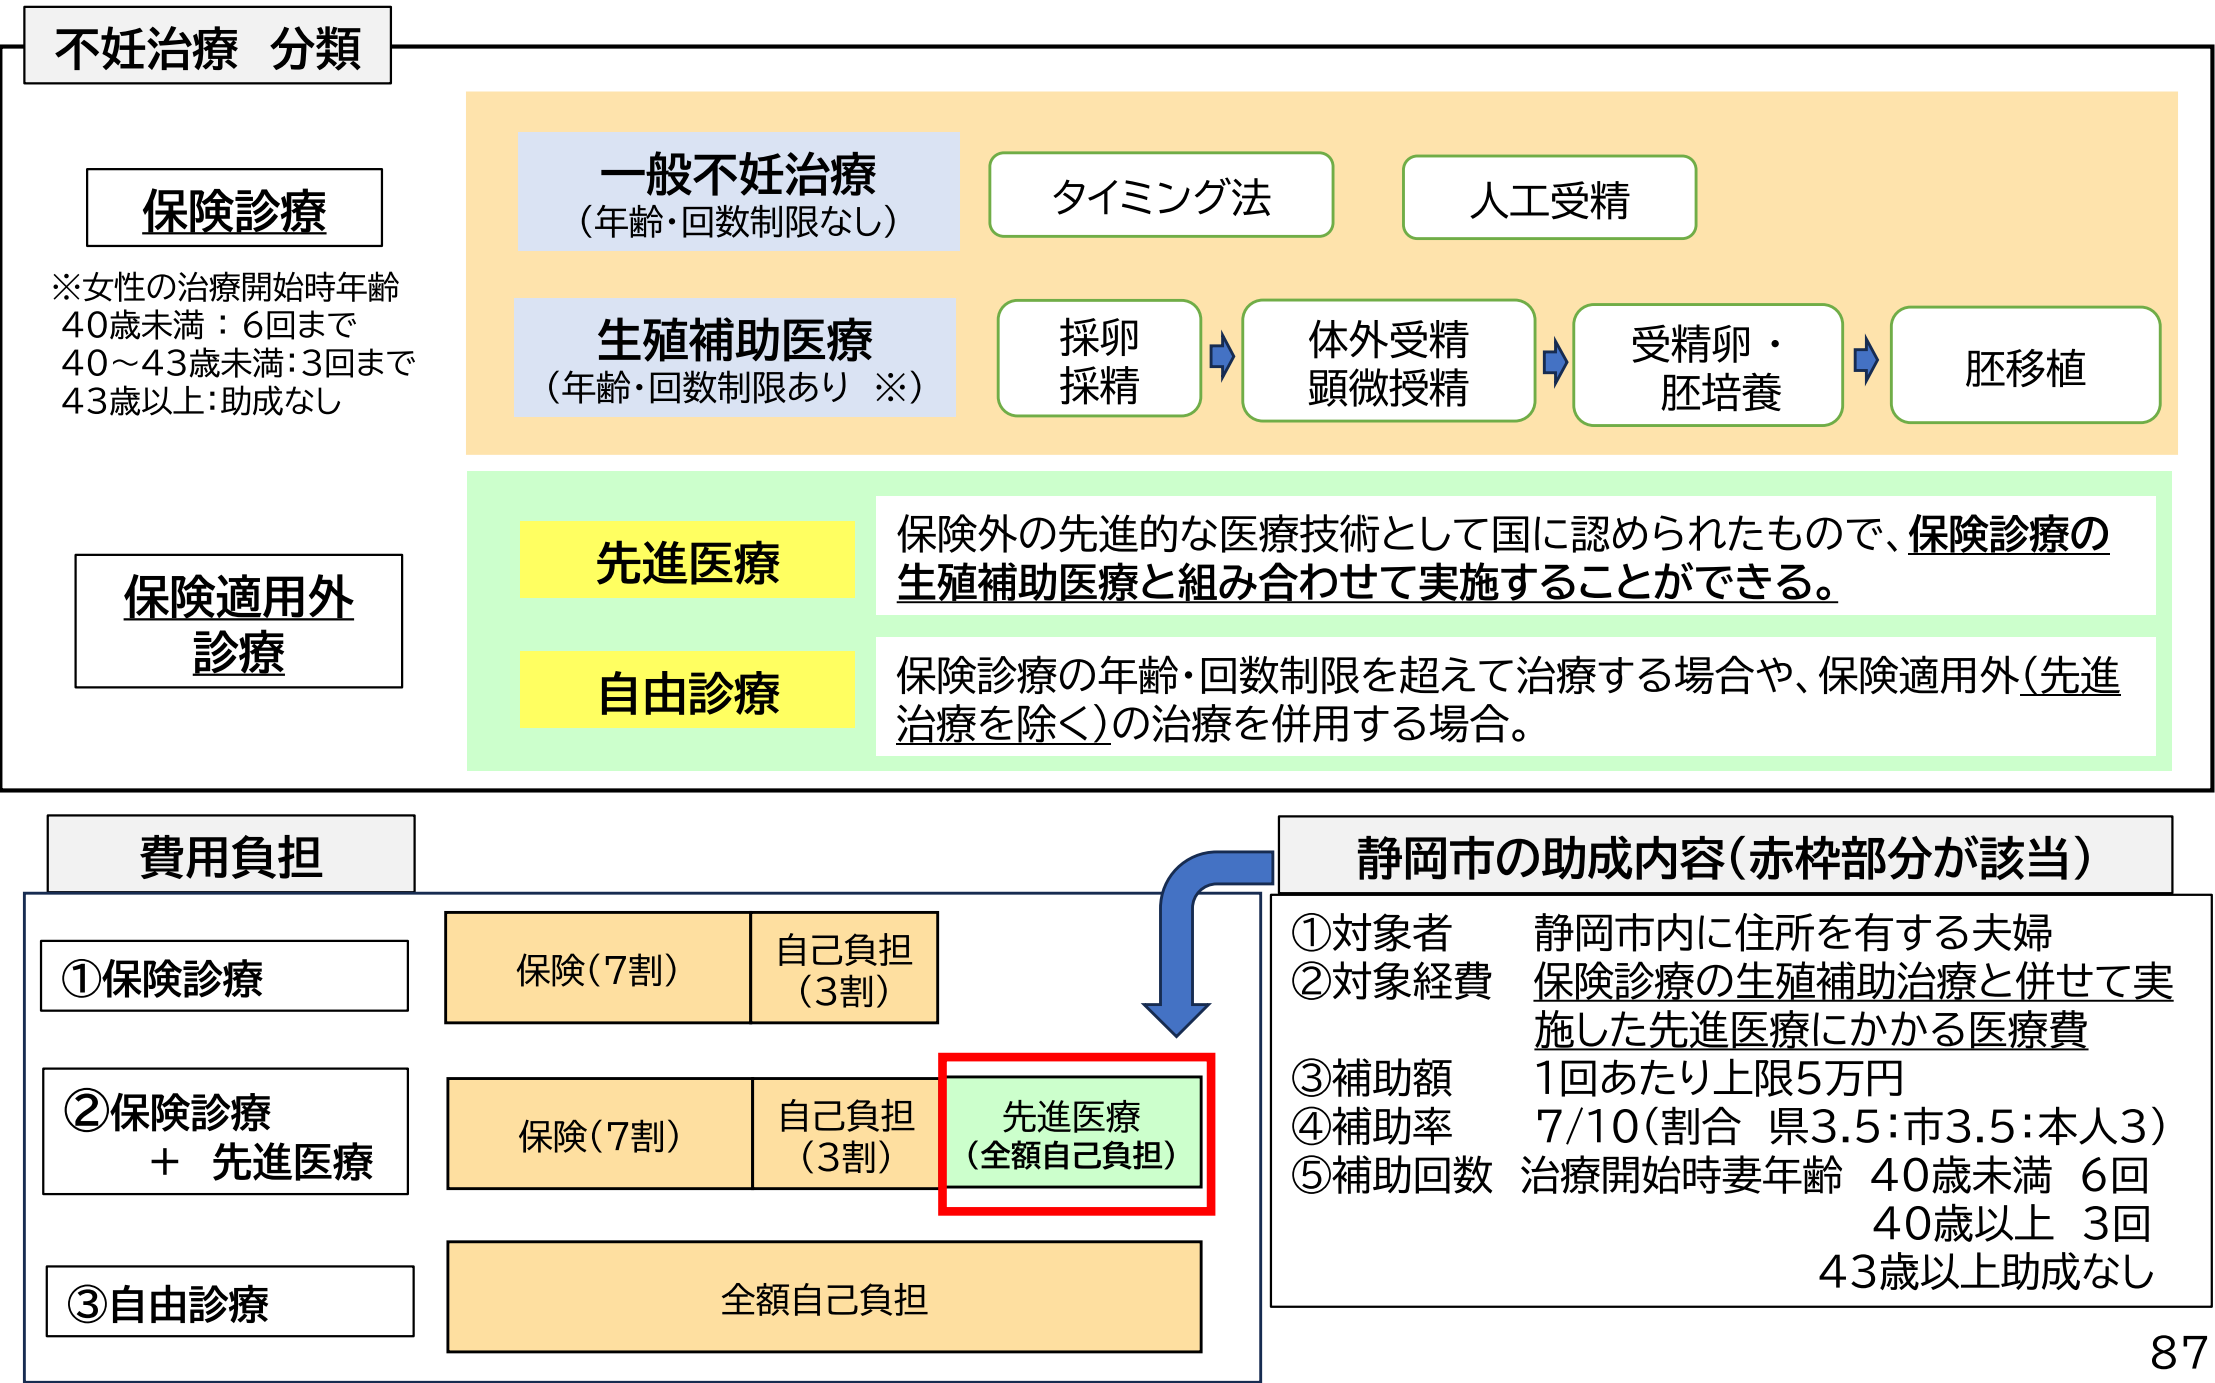 不妊治療　分類
保険診療
※女性の治療開始時年齢
40歳未満：6回まで
40～43歳未満：3回まで
43歳以上：助成なし
一般不妊治療
（年齢・回数制限なし）
タイミング法
人工受精
生殖補助医療
（年齢・回数制限あり　※）
採卵
採精
体外受精
顕微授精
受精卵・
胚培養
胚移植
保険適用外
診療
先進医療
保険外の先進的な医療技術として国に認められたもので、保険診療の
生殖補助医療と組み合わせて実施することができる。
自由診療
保険診療の年齢・回数制限を超えて治療する場合や、保険適用外（先進
治療を除く）の治療を併用する場合。
費用負担
①保険診療
保険（7割）
自己負担
（3割）
②保険診療
＋　先進医療
保険（7割）
自己負担
（3割）
先進医療
（全額自己負担）
③自由診療
全額自己負担
静岡市の助成内容（赤枠部分が該当）
①対象者　　静岡市内に住所を有する夫婦
②対象経費　保険診療の生殖補助治療と併せて実
施した先進医療にかかる医療費
③補助額　　1回あたり上限5万円
④補助率　　7/10（割合　県3.5：市3.5：本人3）
⑤補助回数　治療開始時妻年齢　40歳未満　6回
40歳以上　3回
43歳以上助成なし
87